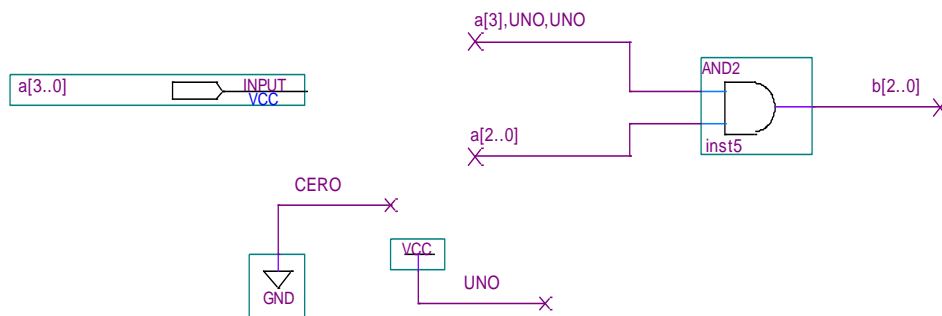 a[3],UNO,UNO
a[3..0]
INPUT
VCC
AND2
b[2..0]
a[2..0]
inst5
CERO
VCC
GND
UNO